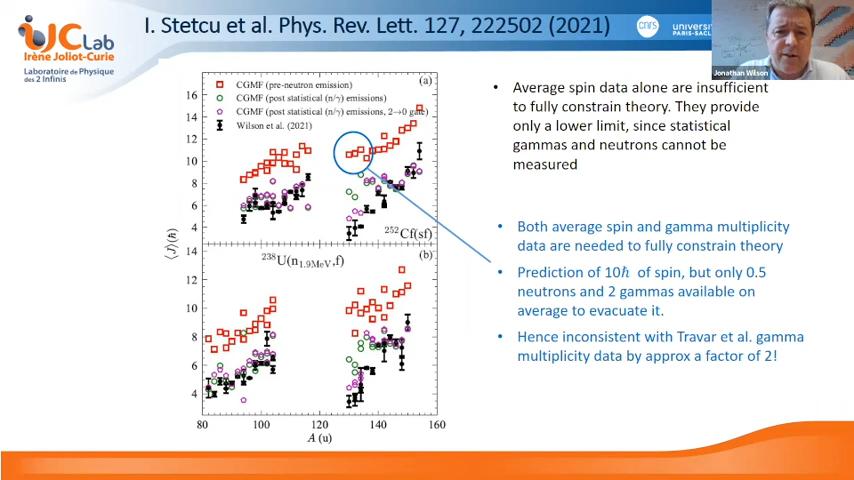 I. Stetcu et al. Phys. Rev. Lett. 127, 222502 (2021)
IJCLab
Irène Joliot-Curie
Laboratoire de Physique
des 2 Infinis
cnrs
univers
PARIS-SACL
Jonathan Wilson
CGMF (pre-neutron emission)
CGMF (post statistical (n/γ) emissions)
CGMF (post statistical (n/γ) emissions, 2→0 gate)
Wilson et al. (2021)
(a)
16
14
12
10
8
6
4
²⁵²Cf(sf)
⟨J⟩(ℏ)
14
12
10
8
6
4
²³⁸U(n₁.₉MeV,f)
(b)
80 100 120 140 160
A (u)
• Average spin data alone are insufficient
to fully constrain theory. They provide
only a lower limit, since statistical
gammas and neutrons cannot be
measured
• Both average spin and gamma multiplicity
data are needed to fully constrain theory
• Prediction of 10ℏ of spin, but only 0.5
neutrons and 2 gammas available on
average to evacuate it.
• Hence inconsistent with Travar et al. gamma
multiplicity data by approx a factor of 2!